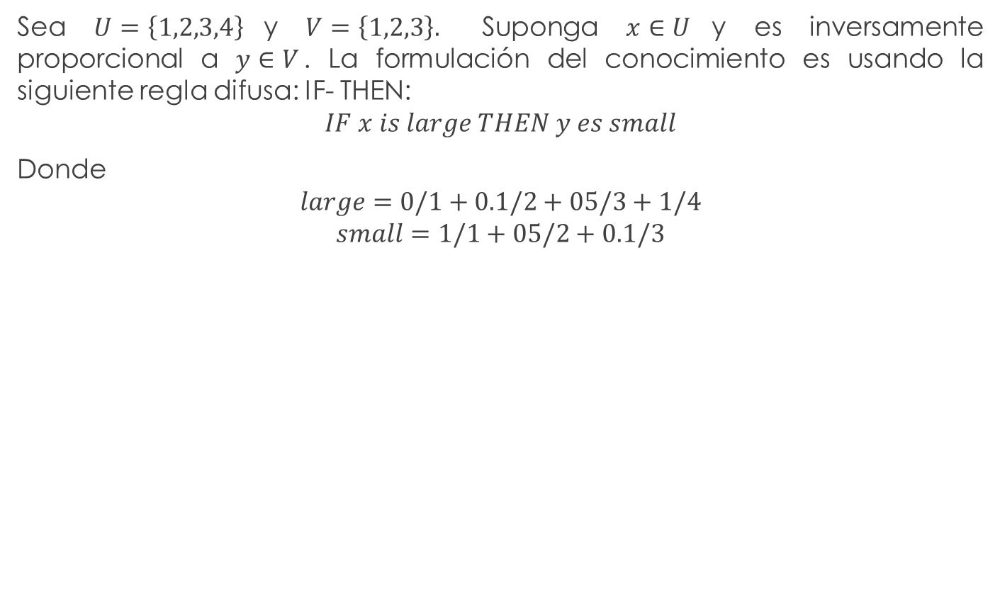 Sea U = {1,2,3,4} y V = {1,2,3}. Suponga x ∈ U y es inversamente
proporcional a y ∈ V. La formulación del conocimiento es usando la
siguiente regla difusa: IF- THEN:
IF x is large THEN y es small
Donde
large = 0/1 + 0.1/2 + 05/3 + 1/4
small = 1/1 + 05/2 + 0.1/3